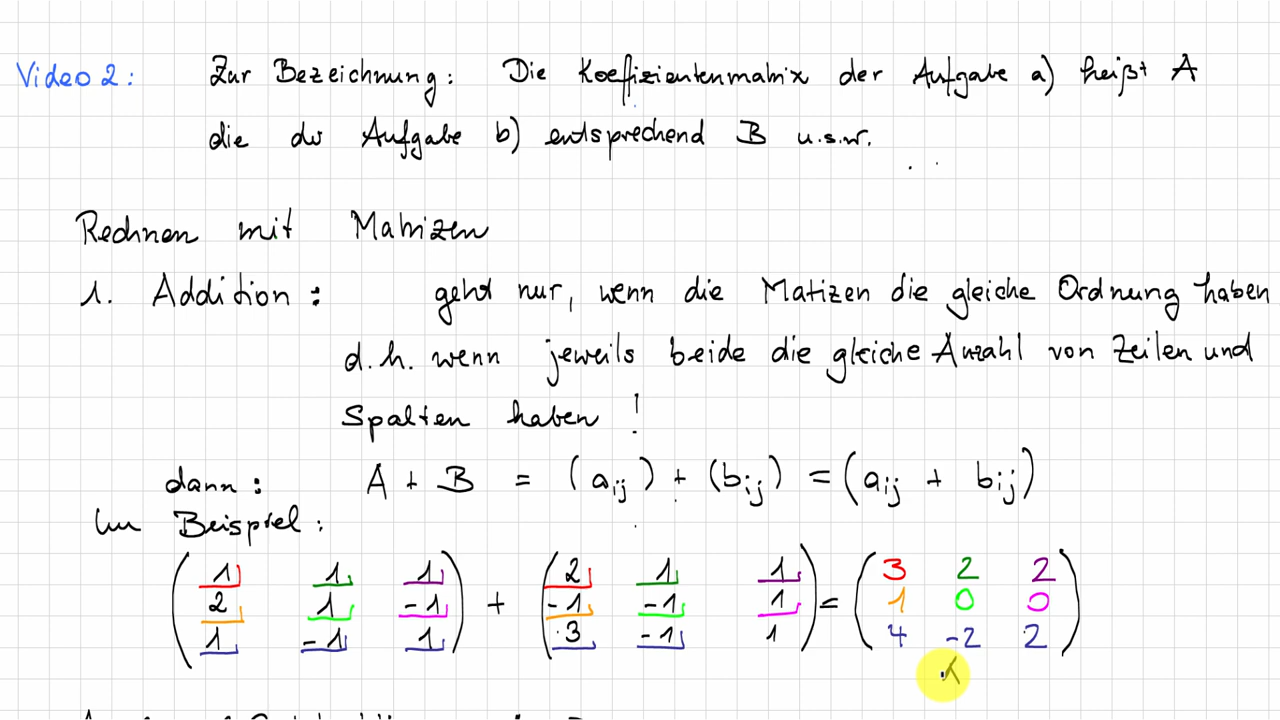 Video 2: Zur Bezeichnung: Die Koeffizientenmatrix der Aufgabe a) heißt A
die der Aufgabe b) entsprechend B u.s.w.
Rechnen mit Matrizen
1. Addition: geht nur, wenn die Matizen die gleiche Ordnung haben
d.h. wenn jeweils beide die gleiche Anzahl von Zeilen und
Spalten haben !
dann: A + B = (aij) + (bij) = (aij + bij)
Im Beispiel:
( 1 1 1 ) ( 2 1 1 ) ( 3 2 2 )
( 2 1 -1 ) + ( -1 -1 1 ) = ( 1 0 0 )
( 1 -1 1 ) ( 3 -1 1 ) ( 4 -2 2 )